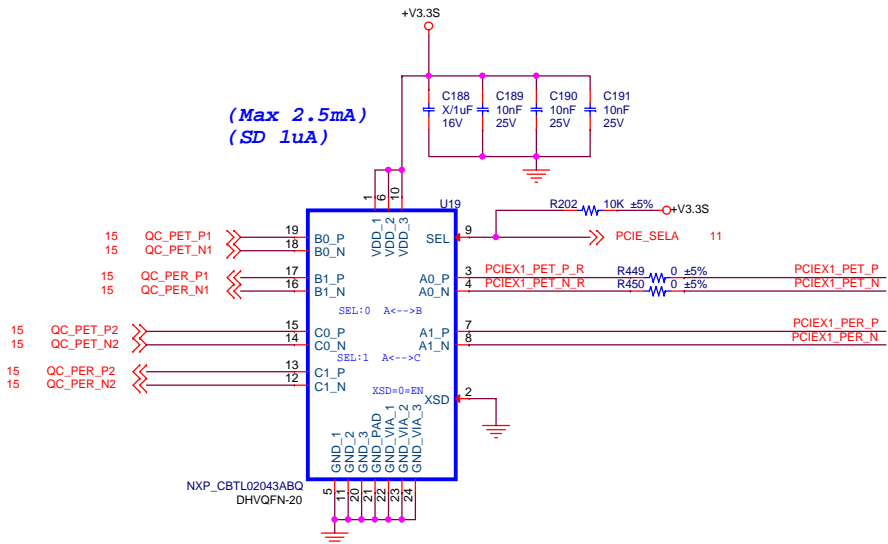 +V3.3S
(Max 2.5mA)
(SD 1uA)
C188
X/1uF
16V
C189
10nF
25V
C190
10nF
25V
C191
10nF
25V
1
6
10
U19
R202 10K ±5% +V3.3S
VDD_1
VDD_2
VDD_3
SEL 9 PCIE_SELA 11
15 QC_PET_P1 19 B0_P
15 QC_PET_N1 18 B0_N
15 QC_PER_P1 17 B1_P
15 QC_PER_N1 16 B1_N
A0_P 3 PCIEX1_PET_P_R R449 0 ±5% PCIEX1_PET_P
A0_N 4 PCIEX1_PET_N_R R450 0 ±5% PCIEX1_PET_N
SEL:0 A<-->B
15 QC_PET_P2 15 C0_P
15 QC_PET_N2 14 C0_N
A1_P 7 PCIEX1_PER_P
A1_N 8 PCIEX1_PER_N
SEL:1 A<-->C
15 QC_PER_P2 13 C1_P
15 QC_PER_N2 12 C1_N
XSD=0=EN
XSD 2
GND_1
GND_2
GND_3
GND_PAD
GND_VIA_1
GND_VIA_2
GND_VIA_3
NXP_CBTL02043ABQ
DHVQFN-20
5
11
20
21
22
23
24